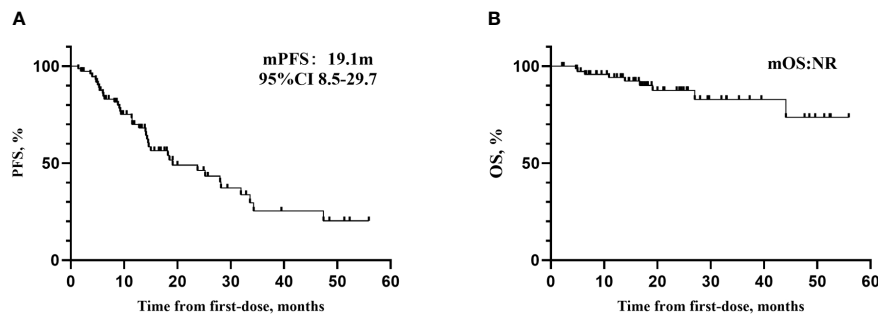 A
mPFS: 19.1m
95%CI 8.5-29.7
100
50
0
PFS, %
0 10 20 30 40 50 60
Time from first-dose, months
B
mOS:NR
100
50
0
OS, %
0 10 20 30 40 50 60
Time from first-dose, months